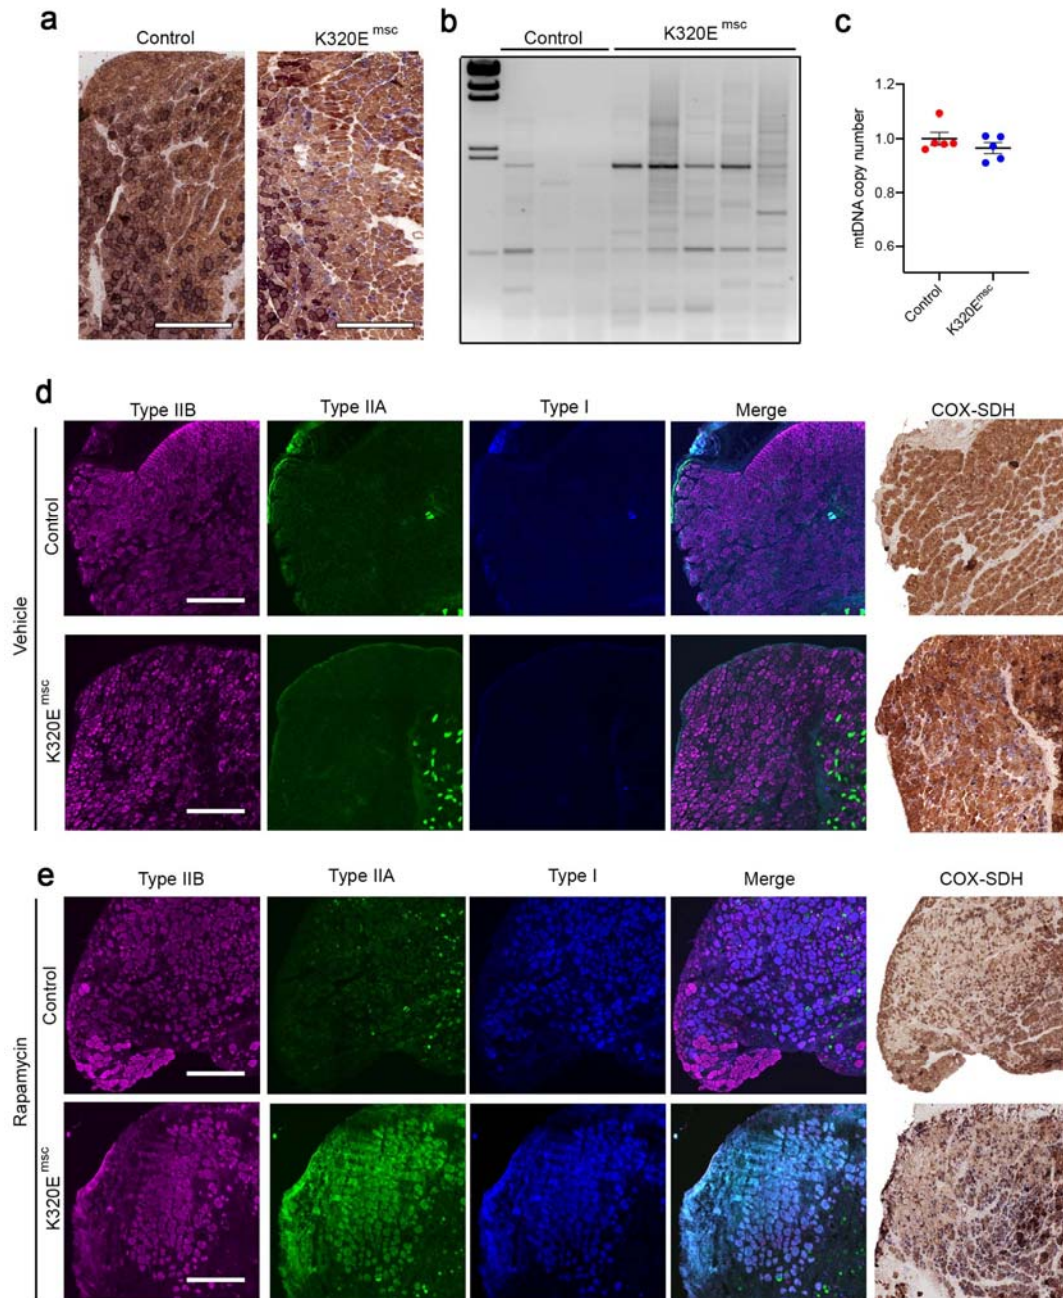 a
Control
K320E msc
b
Control
K320E msc
c
mtDNA copy number
1.2
1.0
0.8
0.6
Control
K320Emsc
d
Type IIB
Type IIA
Type I
Merge
COX-SDH
Vehicle
Control
K320E msc
e
Type IIB
Type IIA
Type I
Merge
COX-SDH
Rapamycin
Control
K320E msc